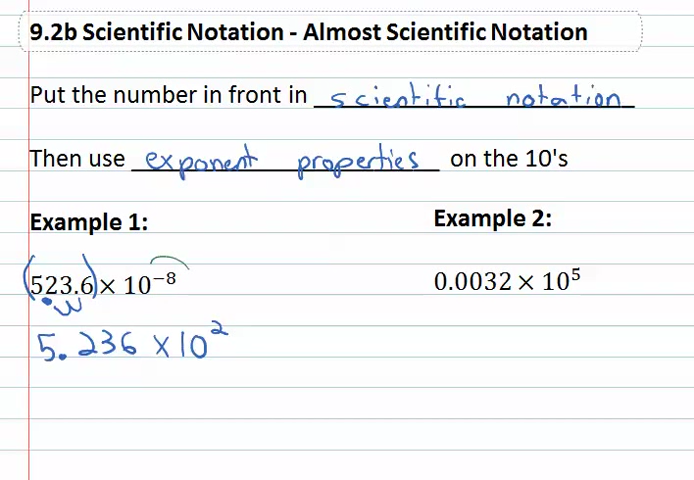 9.2b Scientific Notation - Almost Scientific Notation
Put the number in front in scientific notation
Then use exponent properties on the 10's
Example 1: Example 2:
(523.6) × 10⁻⁸ 0.0032 × 10⁵
5.236 × 10²